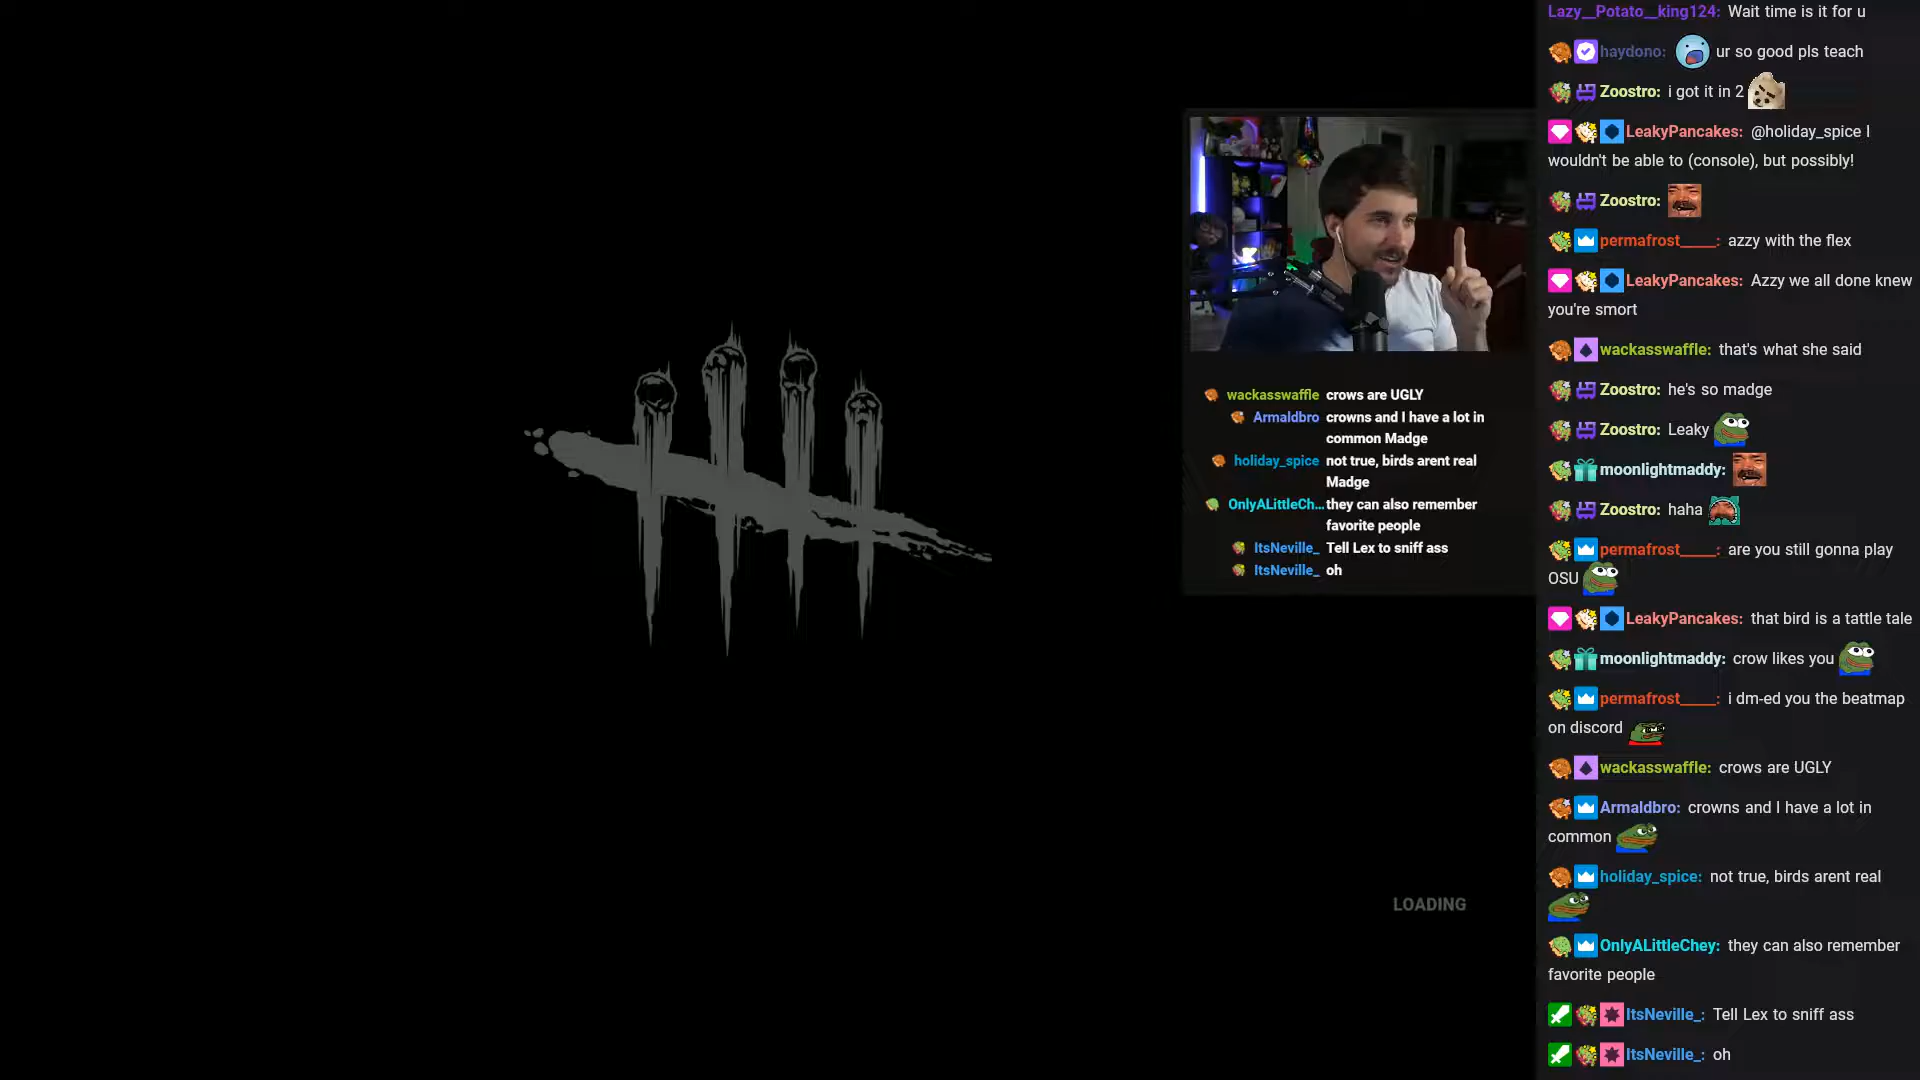 wackasswaffle crows are UGLY
Armaldbro crowns and I have a lot in
common Madge
holiday_spice not true, birds arent real
Madge
OnlyALittleCh... they can also remember
favorite people
ItsNeville_ Tell Lex to sniff ass
ItsNeville_ oh
LOADING
Lazy__Potato__king124: Wait time is it for u
haydono: ur so good pls teach
Zoostro: i got it in 2
LeakyPancakes: @holiday_spice I
wouldn't be able to (console), but possibly!
Zoostro:
permafrost____: azzy with the flex
LeakyPancakes: Azzy we all done knew
you're smort
wackasswaffle: that's what she said
Zoostro: he's so madge
Zoostro: Leaky
moonlightmaddy:
Zoostro: haha
permafrost____: are you still gonna play
OSU
LeakyPancakes: that bird is a tattle tale
moonlightmaddy: crow likes you
permafrost____: i dm-ed you the beatmap
on discord
wackasswaffle: crows are UGLY
Armaldbro: crowns and I have a lot in
common
holiday_spice: not true, birds arent real
OnlyALittleChey: they can also remember
favorite people
ItsNeville_: Tell Lex to sniff ass
ItsNeville_: oh